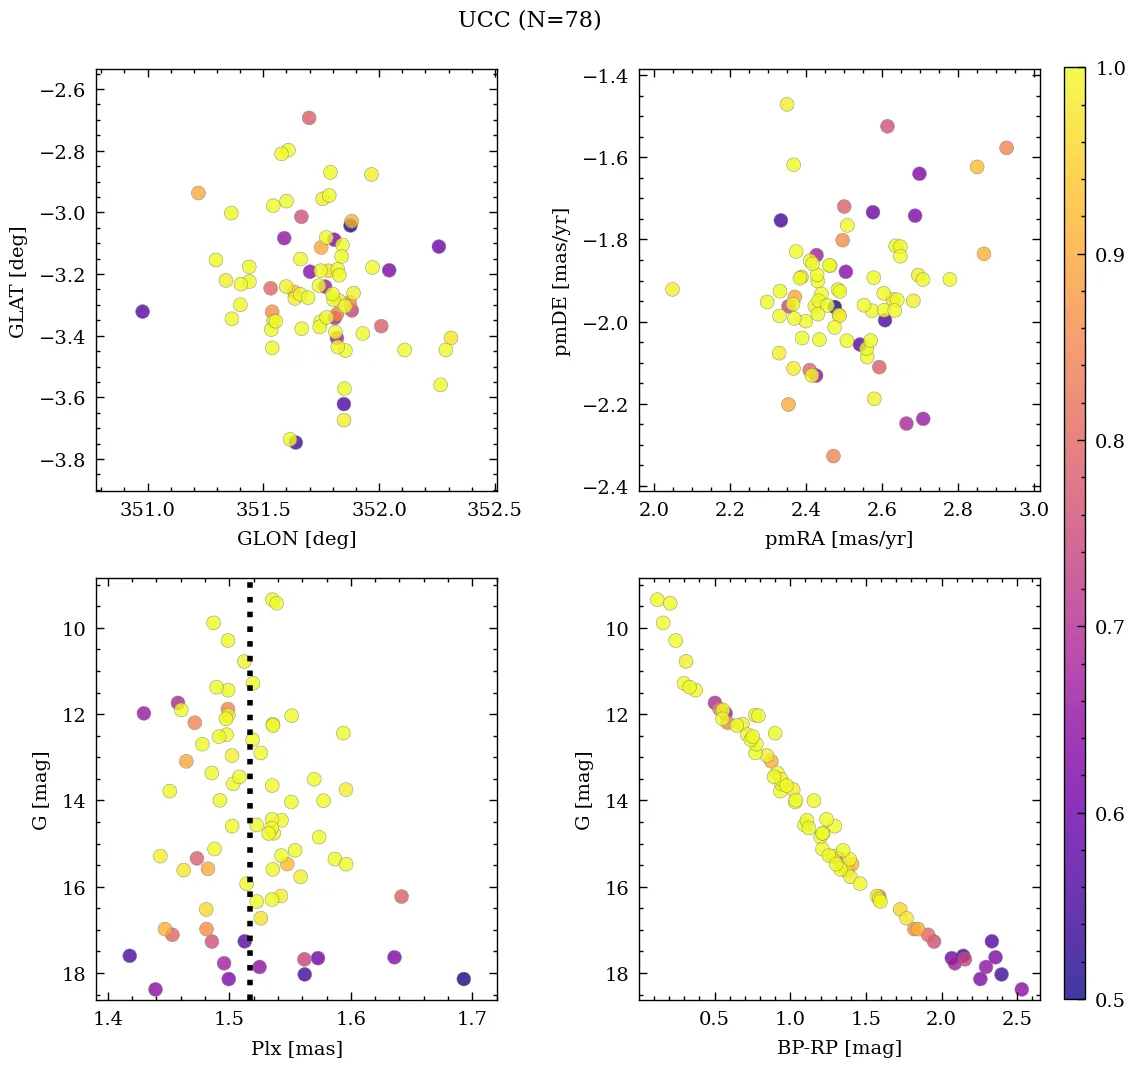 UCC (N=78)
−2.6
−2.8
−3.0
−3.2
−3.4
−3.6
−3.8
GLAT [deg]
351.0 351.5 352.0 352.5
GLON [deg]
−1.4
−1.6
−1.8
−2.0
−2.2
−2.4
pmDE [mas/yr]
2.0 2.2 2.4 2.6 2.8 3.0
pmRA [mas/yr]
10
12
14
16
18
G [mag]
1.4 1.5 1.6 1.7
Plx [mas]
10
12
14
16
18
G [mag]
0.5 1.0 1.5 2.0 2.5
BP-RP [mag]
1.0
0.9
0.8
0.7
0.6
0.5